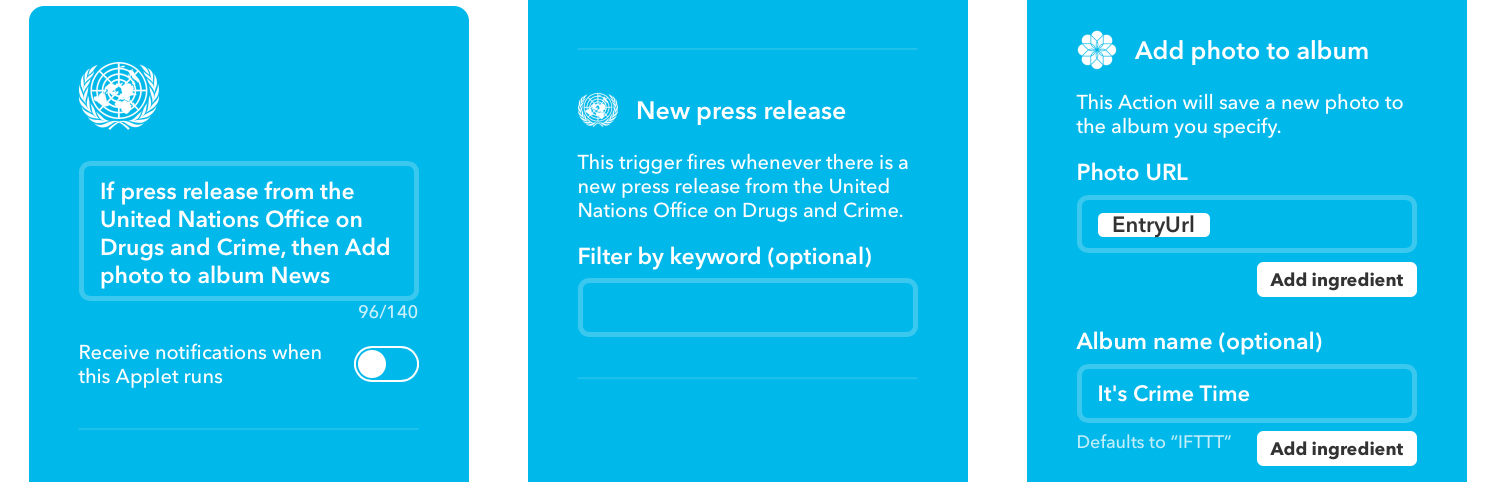 If press release from the
United Nations Office on
Drugs and Crime, then Add
photo to album News
96/140
Receive notifications when
this Applet runs
New press release
This trigger fires whenever there is a
new press release from the United
Nations Office on Drugs and Crime.
Filter by keyword (optional)
Add photo to album
This Action will save a new photo to
the album you specify.
Photo URL
EntryUrl
Add ingredient
Album name (optional)
It's Crime Time
Defaults to “IFTTT”
Add ingredient